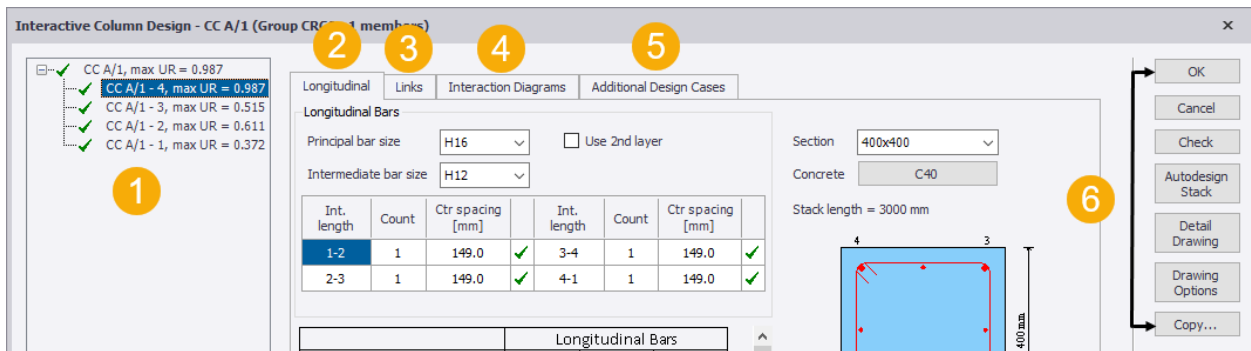 Interactive Column Design - CC A/1 (Group CRC 1 members)
×
1
CC A/1, max UR = 0.987
CC A/1 - 4, max UR = 0.987
CC A/1 - 3, max UR = 0.515
CC A/1 - 2, max UR = 0.611
CC A/1 - 1, max UR = 0.372
2
3
4
5
Longitudinal
Links
Interaction Diagrams
Additional Design Cases
Longitudinal Bars
Principal bar size
H16
Use 2nd layer
Intermediate bar size
H12
Int. length
Count
Ctr spacing [mm]
Int. length
Count
Ctr spacing [mm]
1-2 1 149.0 3-4 1 149.0
2-3 1 149.0 4-1 1 149.0
Longitudinal Bars
Section
400x400
Concrete
C40
Stack length = 3000 mm
4
3
400 mm
6
OK
Cancel
Check
Autodesign
Stack
Detail
Drawing
Drawing
Options
Copy...